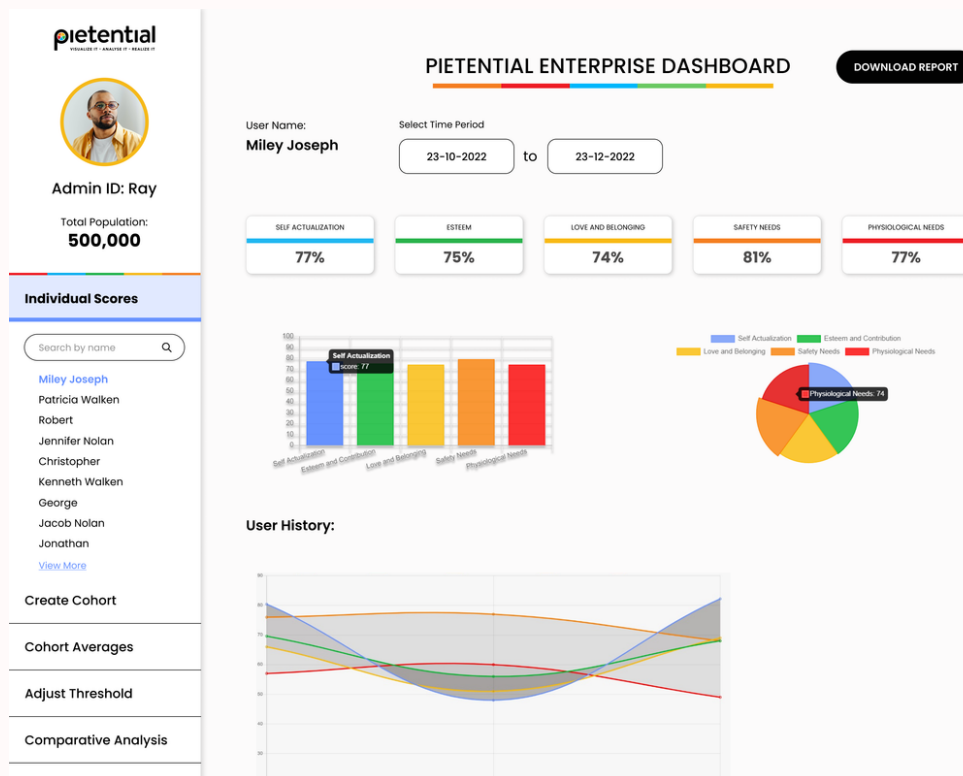 pietential
VISUALIZE IT • ANALYSE IT • REALIZE IT
Admin ID: Ray
Total Population:
500,000
Individual Scores
Search by name
Miley Joseph
Patricia Walken
Robert
Jennifer Nolan
Christopher
Kenneth Walken
George
Jacob Nolan
Jonathan
View More
Create Cohort
Cohort Averages
Adjust Threshold
Comparative Analysis
PIETENTIAL ENTERPRISE DASHBOARD
DOWNLOAD REPORT
User Name:
Miley Joseph
Select Time Period
23-10-2022 to 23-12-2022
SELF ACTUALIZATION
77%
ESTEEM
75%
LOVE AND BELONGING
74%
SAFETY NEEDS
81%
PHYSIOLOGICAL NEEDS
77%
100
90
80
70
60
50
40
30
20
10
0
Self Actualization
score: 77
Self Actualization
Esteem and Contribution
Love and Belonging
Safety Needs
Physiological Needs
Self Actualization Esteem and Contribution
Love and Belonging Safety Needs Physiological Needs
Physiological Needs: 74
User History:
90
80
70
60
50
40
30